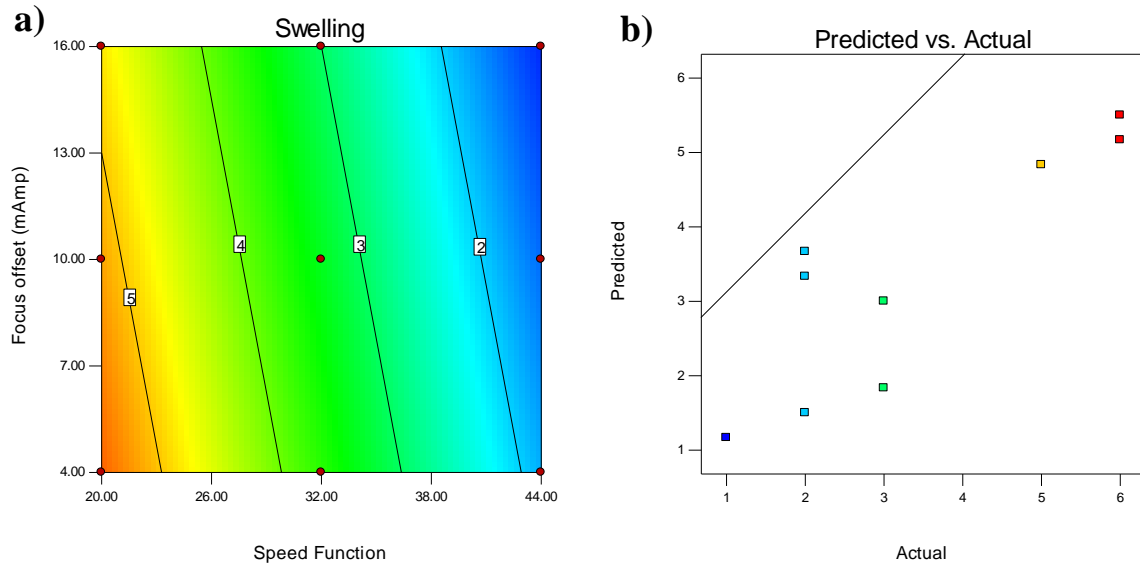 a)
Swelling
Focus offset (mAmp)
16.00
13.00
10.00
7.00
4.00
5
4
3
2
20.00 26.00 32.00 38.00 44.00
Speed Function
b)
Predicted vs. Actual
Predicted
6
5
4
3
2
1
1 2 3 4 5 6
Actual